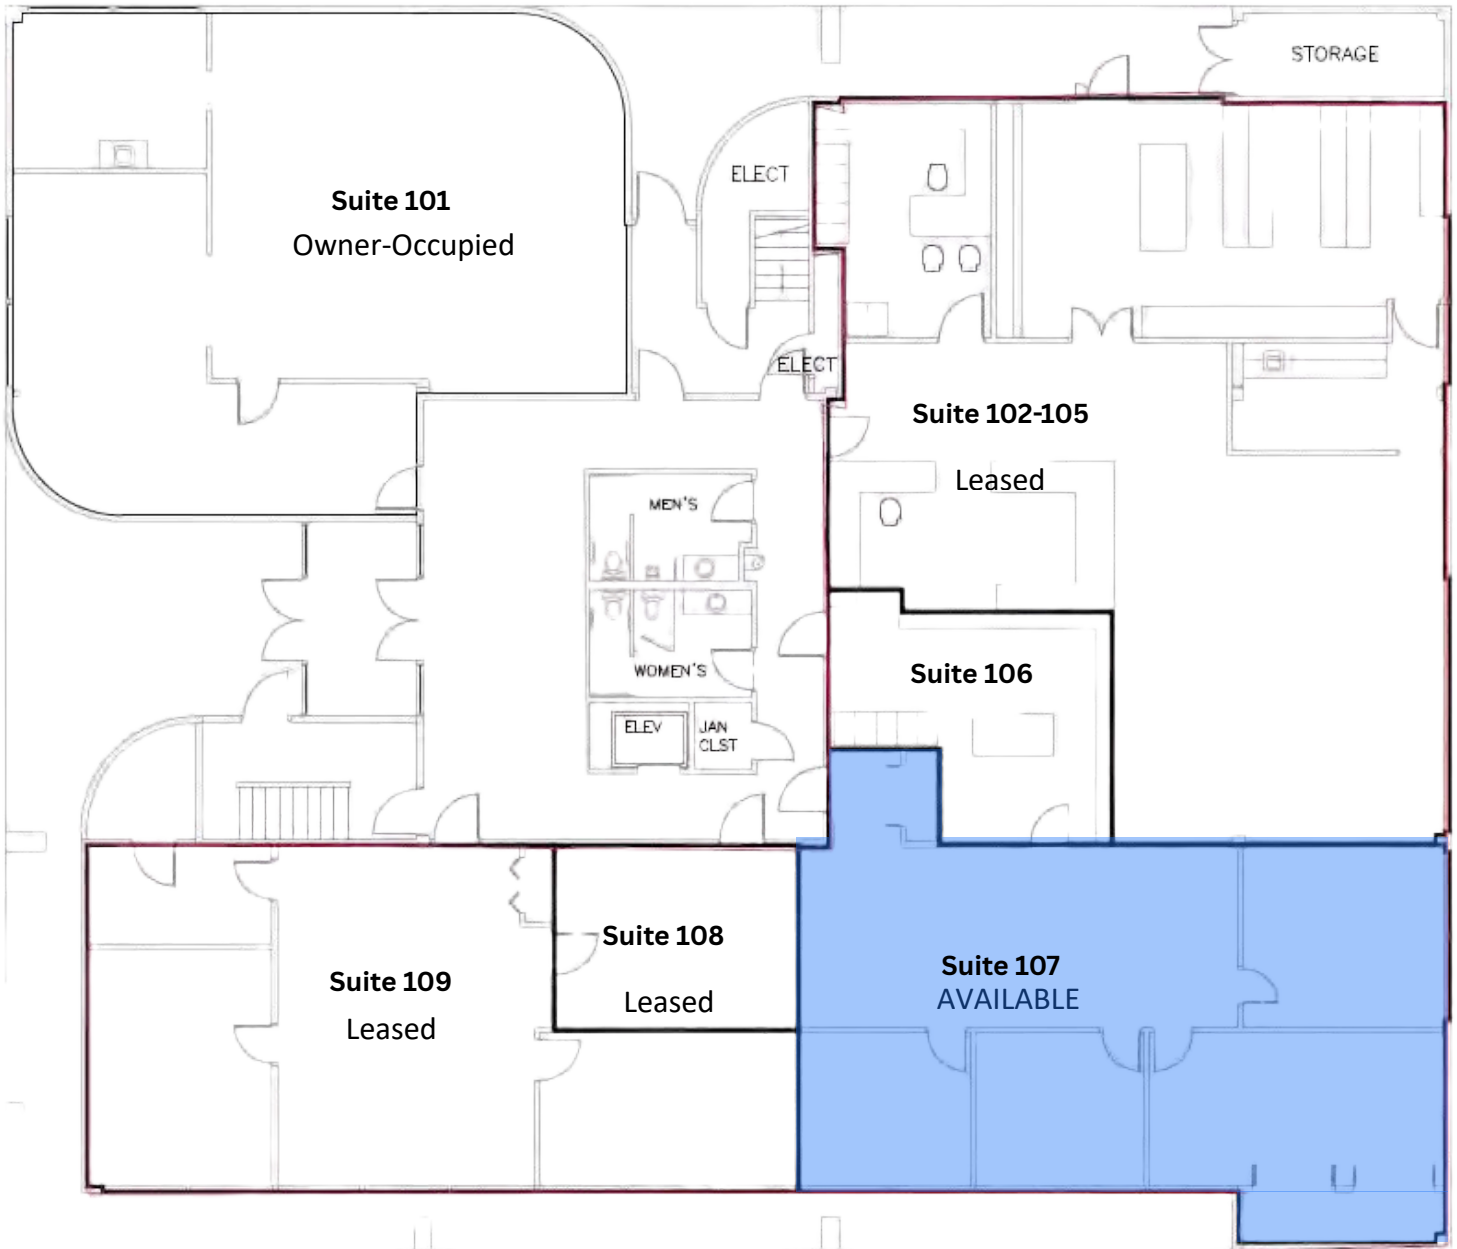 STORAGE
ELECT
Suite 101
Owner-Occupied
ELECT
Suite 102-105
Leased
MEN'S
WOMEN'S
Suite 106
ELEV
JAN
CLST
Suite 108
Leased
Suite 107
AVAILABLE
Suite 109
Leased